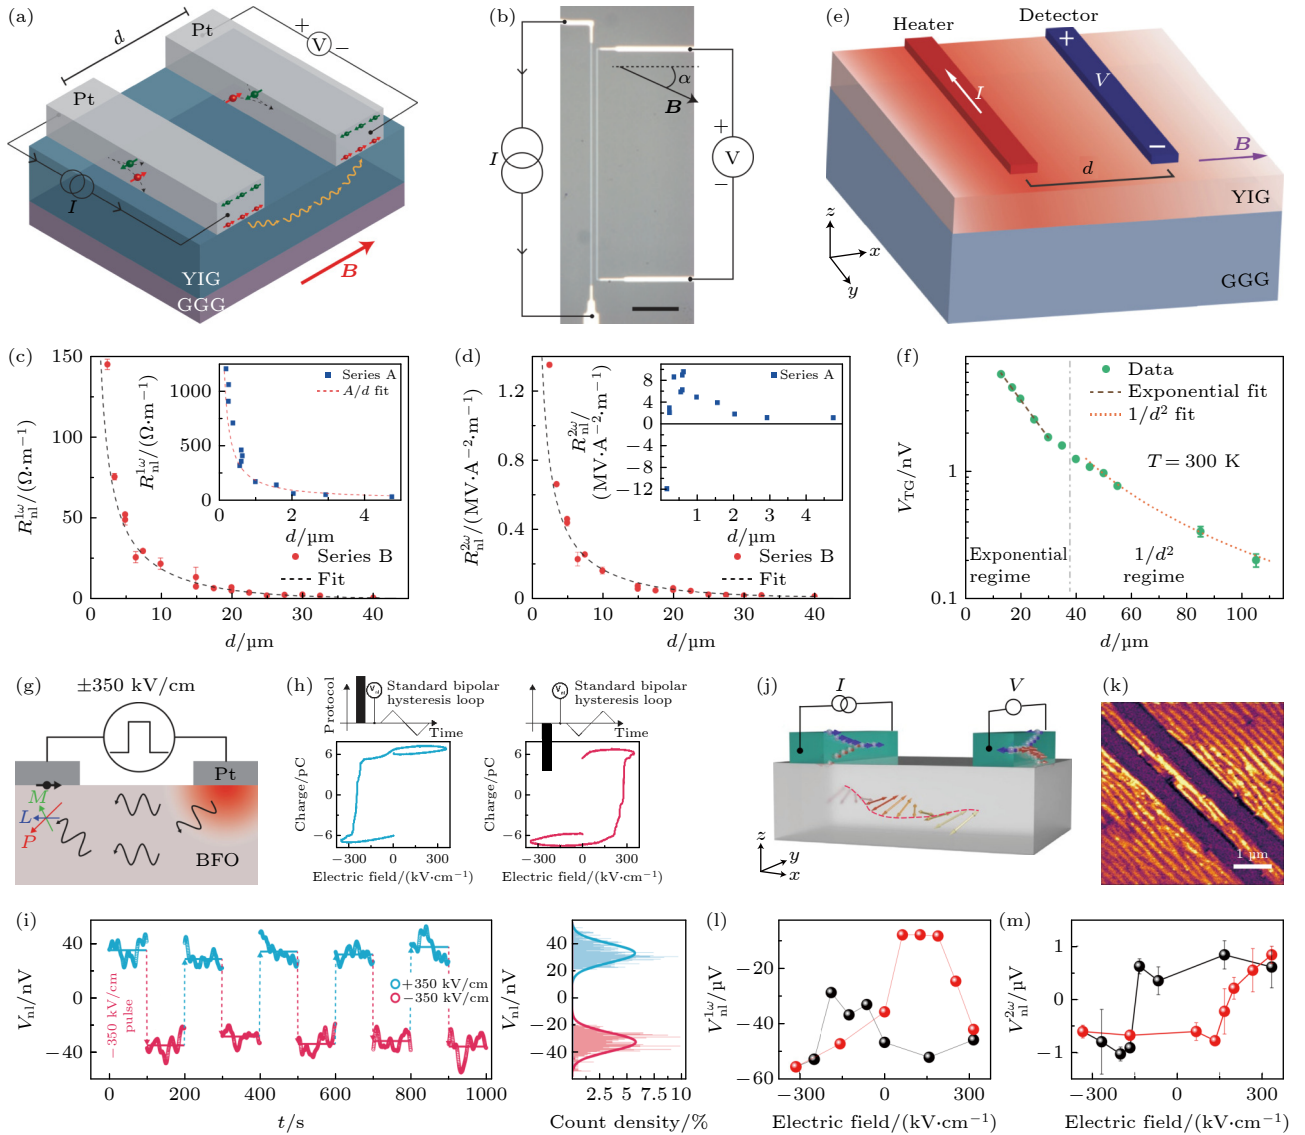 (a)
Pt
Pt
d
V
+
−
I
B
YIG
GGG
(b)
I
α
B
+
V
−
(e)
Heater
Detector
I
+
V
−
d
B
YIG
GGG
z
x
y
(c)
R_nl^1ω/(Ω·m⁻¹)
150
125
100
75
50
25
0
0
10
20
30
40
d/μm
Series B
Fit
R_nl^1ω/(Ω·m⁻¹)
1000
500
0
0
2
4
d/μm
Series A
A/d fit
(d)
R_nl^2ω/(MV·A⁻²·m⁻¹)
1.2
0.8
0.4
0
0
10
20
30
40
d/μm
Series B
Fit
R_nl^2ω/
(MV·A⁻²·m⁻¹)
8
4
0
−4
−8
−12
1
2
3
4
d/μm
Series A
(f)
V_TG/nV
1
0.1
10
20
40
60
80
100
d/μm
Data
Exponential fit
1/d² fit
T = 300 K
Exponential
regime
1/d²
regime
(g)
±350 kV/cm
Pt
M
L
P
BFO
(h)
Protocol
Standard bipolar
hysteresis loop
Time
Charge/pC
6
0
−6
−300
0
300
Electric field/(kV·cm⁻¹)
Standard bipolar
hysteresis loop
Time
Charge/pC
6
0
−6
−300
0
300
Electric field/(kV·cm⁻¹)
(j)
I
V
z
y
x
(k)
1 μm
(i)
V_nl/nV
40
20
0
−20
−40
−350 kV/cm
pulse
+350 kV/cm
−350 kV/cm
0
200
400
600
800
1000
t/s
V_nl/nV
40
20
0
−20
−40
2.5
5
7.5
10
Count density/%
(l)
V_nl^1ω/μV
−20
−40
−60
−300
0
300
Electric field/(kV·cm⁻¹)
(m)
V_nl^2ω/μV
1
0
−1
−300
0
300
Electric field/(kV·cm⁻¹)